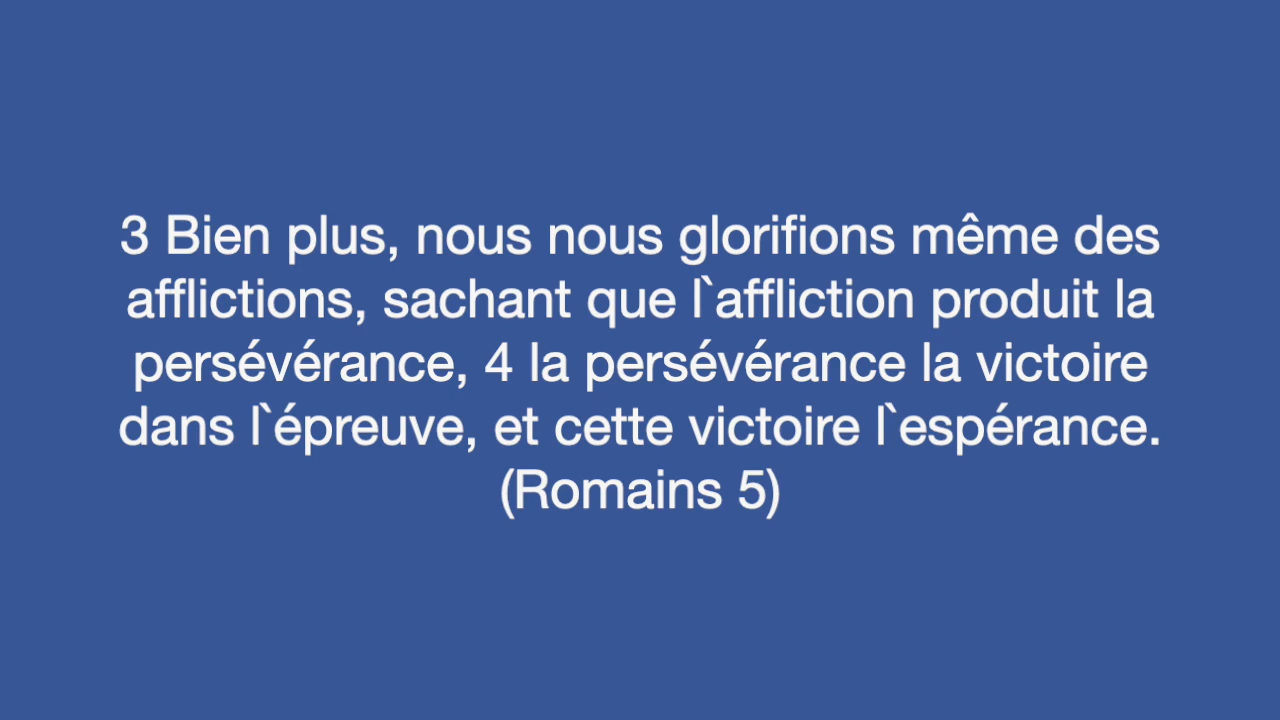 3 Bien plus, nous nous glorifions même des
afflictions, sachant que l`affliction produit la
persévérance, 4 la persévérance la victoire
dans l`épreuve, et cette victoire l`espérance.
(Romains 5)